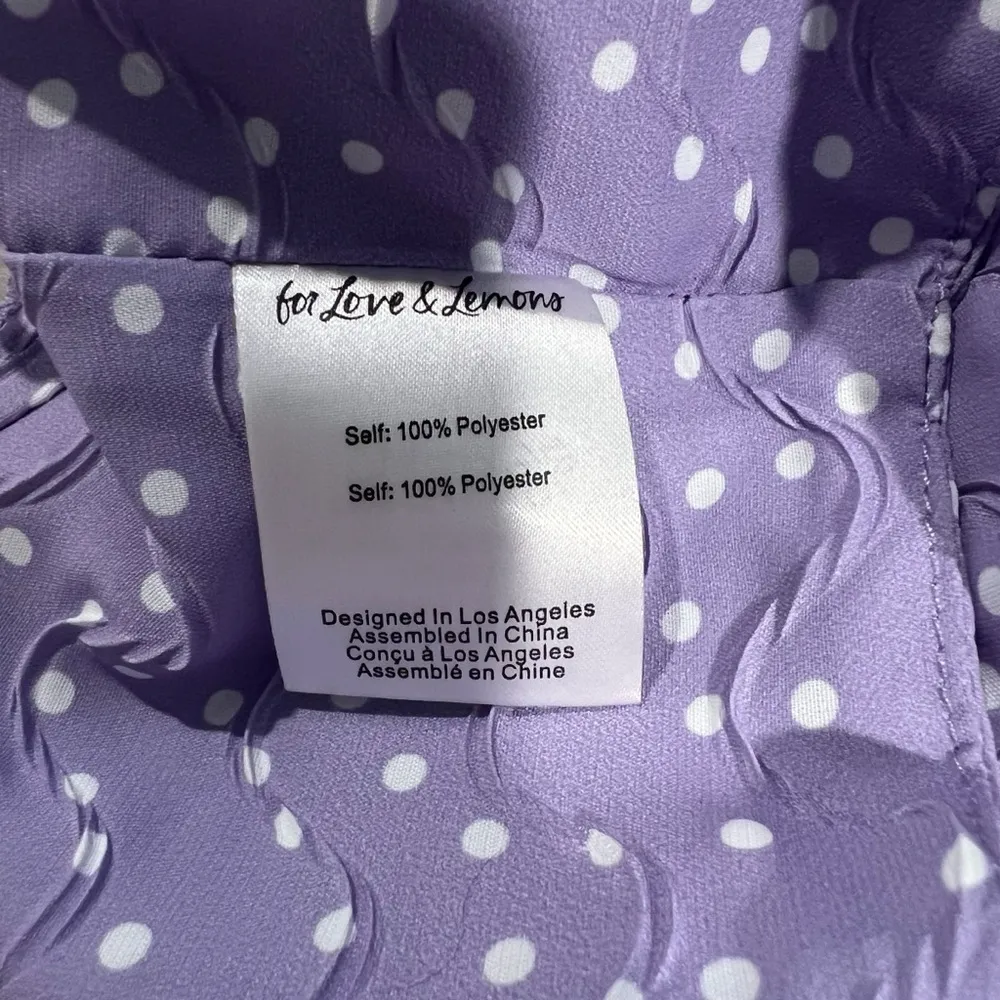 for Love & Lemons
Self: 100% Polyester
Self: 100% Polyester
Designed In Los Angeles
Assembled In China
Conçu à Los Angeles
Assemblé en Chine